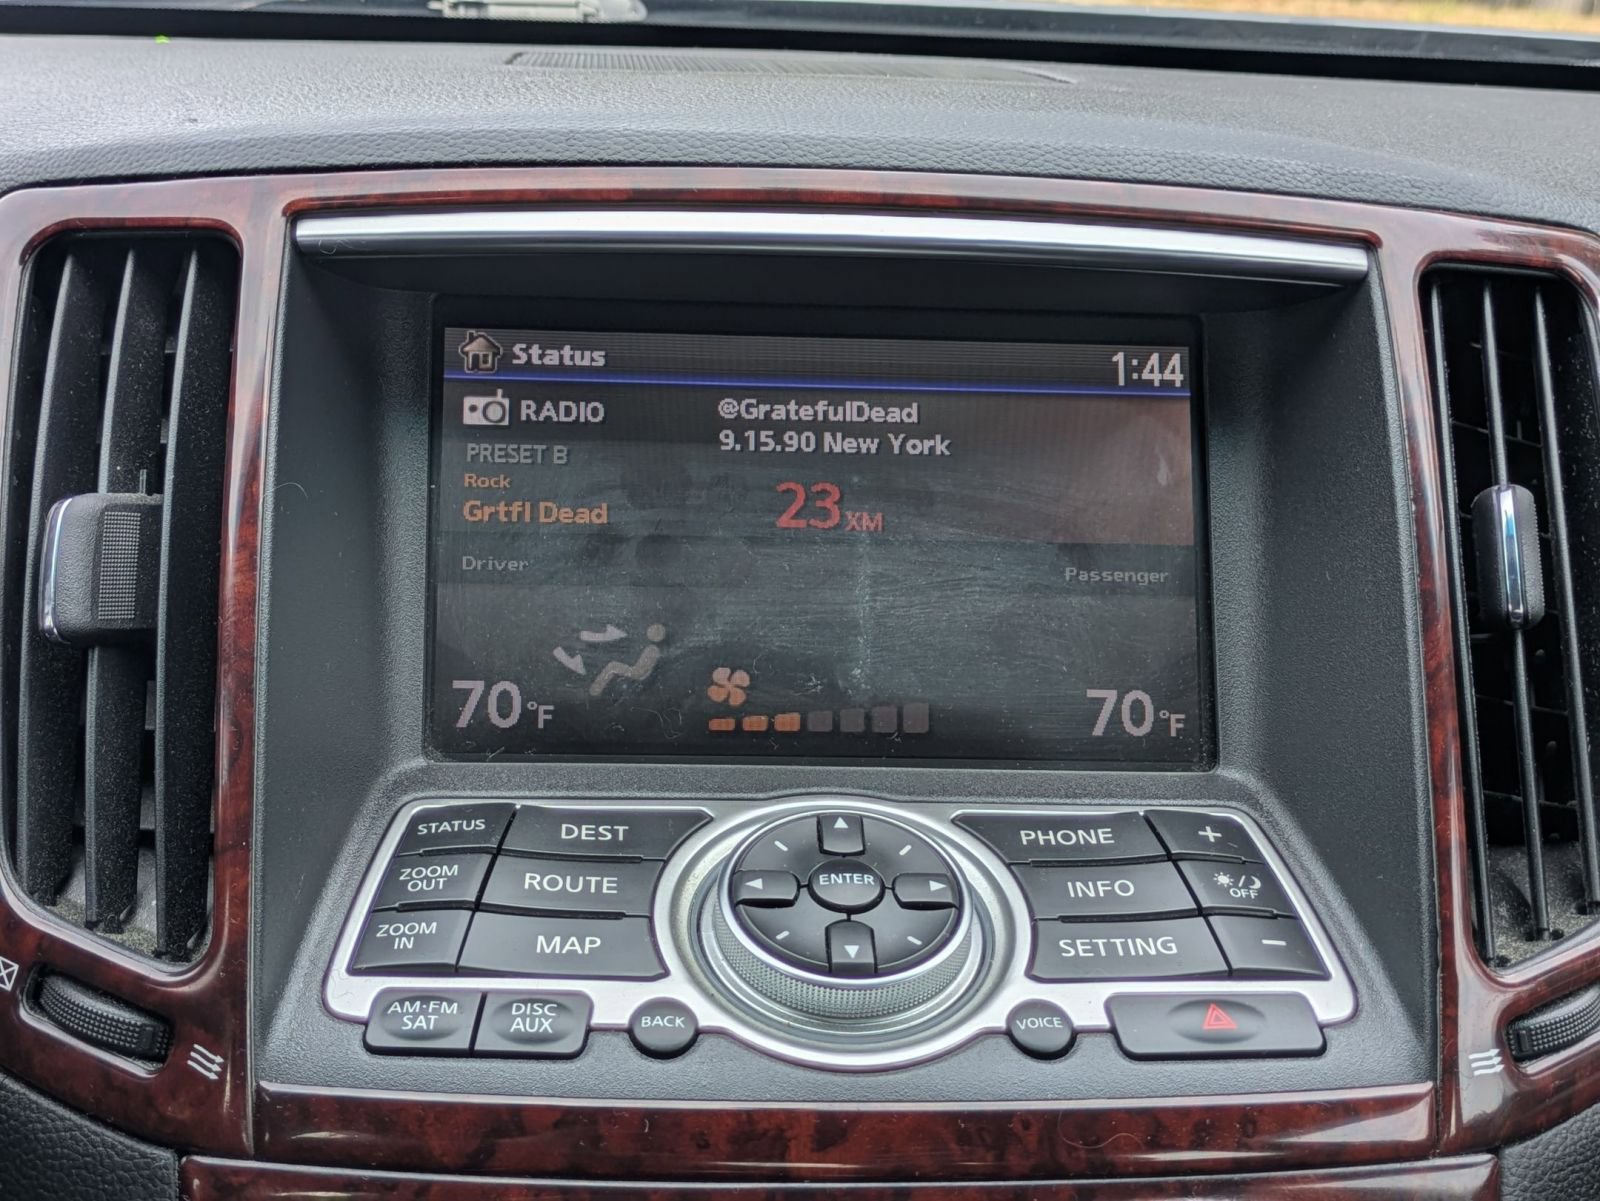 Status
1:44
RADIO
@GratefulDead
9.15.90 New York
PRESET B
Rock
Grtfl Dead
23 XM
Driver
Passenger
70°F
70°F
STATUS
DEST
PHONE
+
ZOOM
OUT
ROUTE
ENTER
INFO
OFF
ZOOM
IN
MAP
SETTING
−
AM·FM
SAT
DISC
AUX
BACK
VOICE